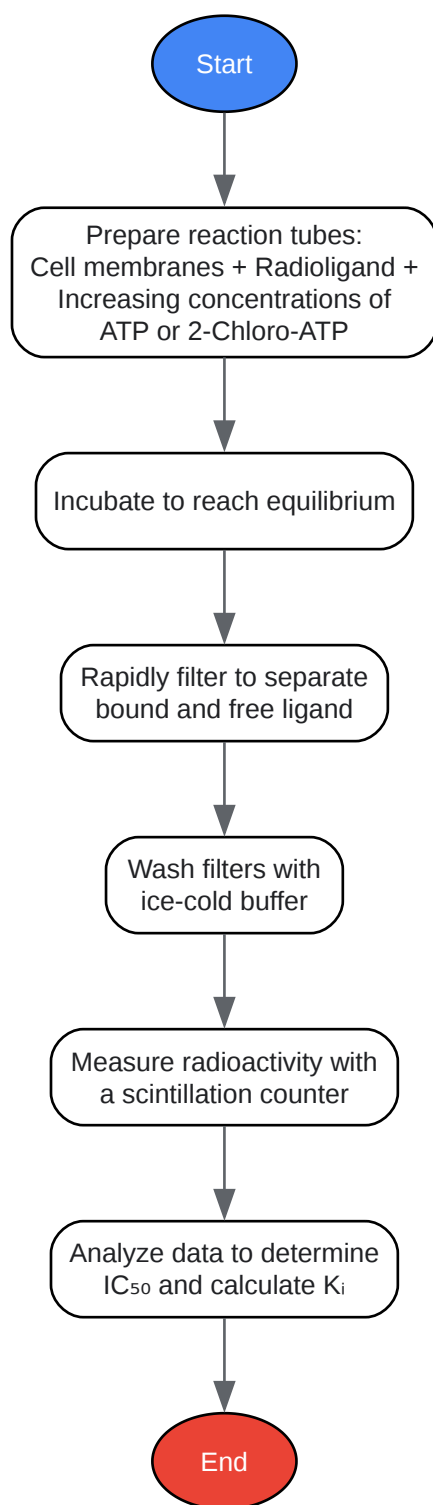 Start
Prepare reaction tubes:
Cell membranes + Radioligand +
Increasing concentrations of
ATP or 2-Chloro-ATP
Incubate to reach equilibrium
Rapidly filter to separate
bound and free ligand
Wash filters with
ice-cold buffer
Measure radioactivity with
a scintillation counter
Analyze data to determine
IC₅₀ and calculate Kᵢ
End